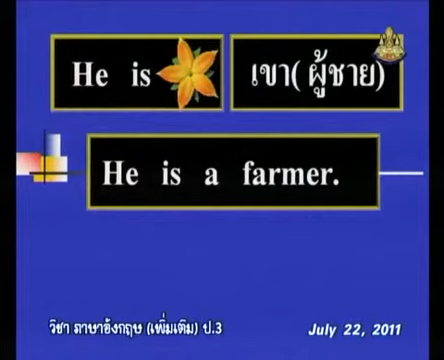 He is
เขา( ผู้ชาย)
He is a farmer.
วิชา ภาษาอังกฤษ (เพิ่มเติม) ป.3
July 22, 2011